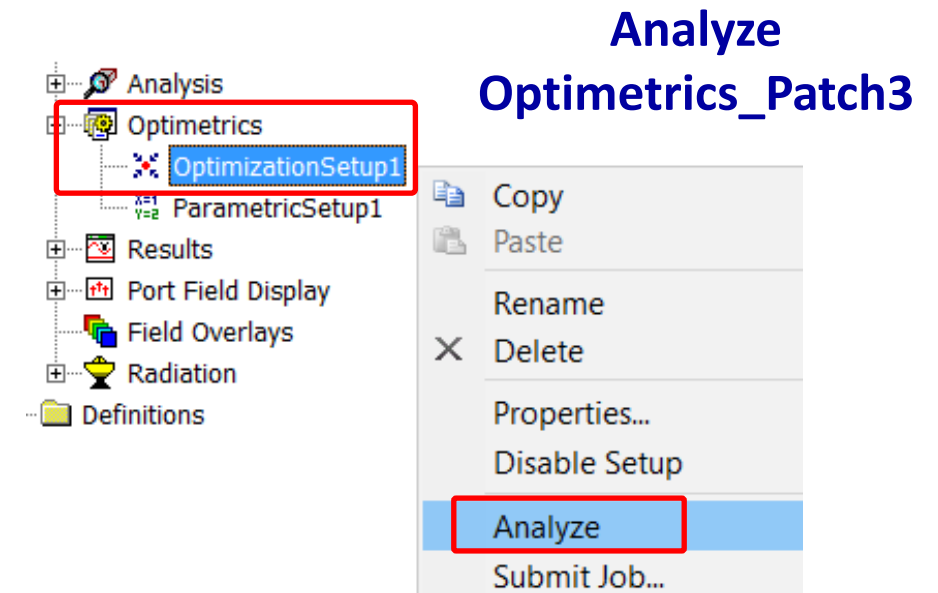 Analyze
Optimetrics_Patch3
Analysis
Optimetrics
OptimizationSetup1
ParametricSetup1
Results
Port Field Display
Field Overlays
Radiation
Definitions
Copy
Paste
Rename
Delete
Properties...
Disable Setup
Analyze
Submit Job...